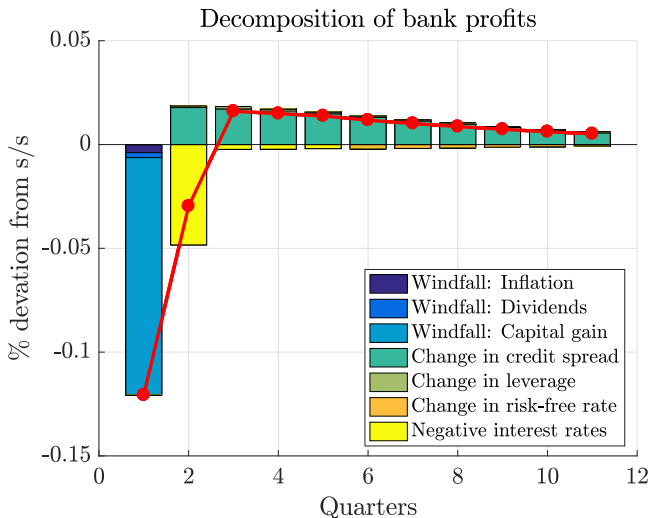 Decomposition of bank profits
% devation from s/s
0.05
0
-0.05
-0.1
-0.15
Windfall: Inflation
Windfall: Dividends
Windfall: Capital gain
Change in credit spread
Change in leverage
Change in risk-free rate
Negative interest rates
0 2 4 6 8 10 12
Quarters